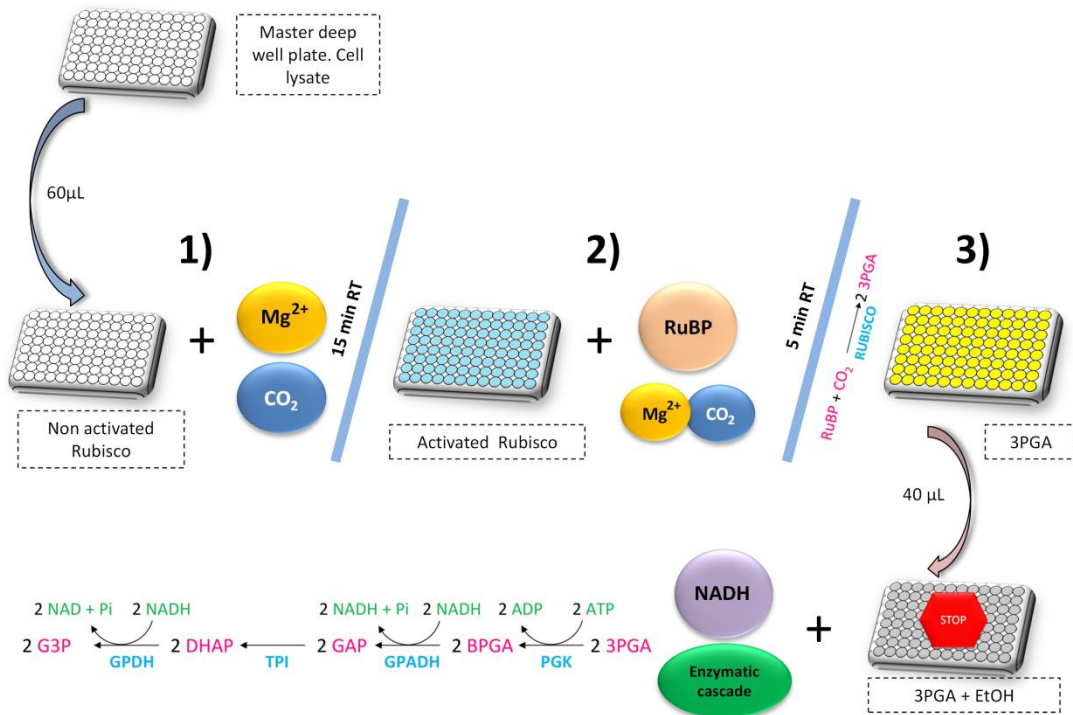 Master deep
well plate. Cell
lysate
60µL
1)
Mg2+
CO2
+
Non activated
Rubisco
15 min RT
2)
Activated Rubisco
+
RuBP
Mg2+
CO2
5 min RT
RuBP + CO2 2 3PGA
RUBISCO
3)
3PGA
40 µL
STOP
3PGA + EtOH
+
NADH
Enzymatic
cascade
2 NAD + Pi 2 NADH 2 NADH + Pi 2 NADH 2 ADP 2 ATP
2 G3P 2 DHAP 2 GAP 2 BPGA 2 3PGA
GPDH TPI GPADH PGK